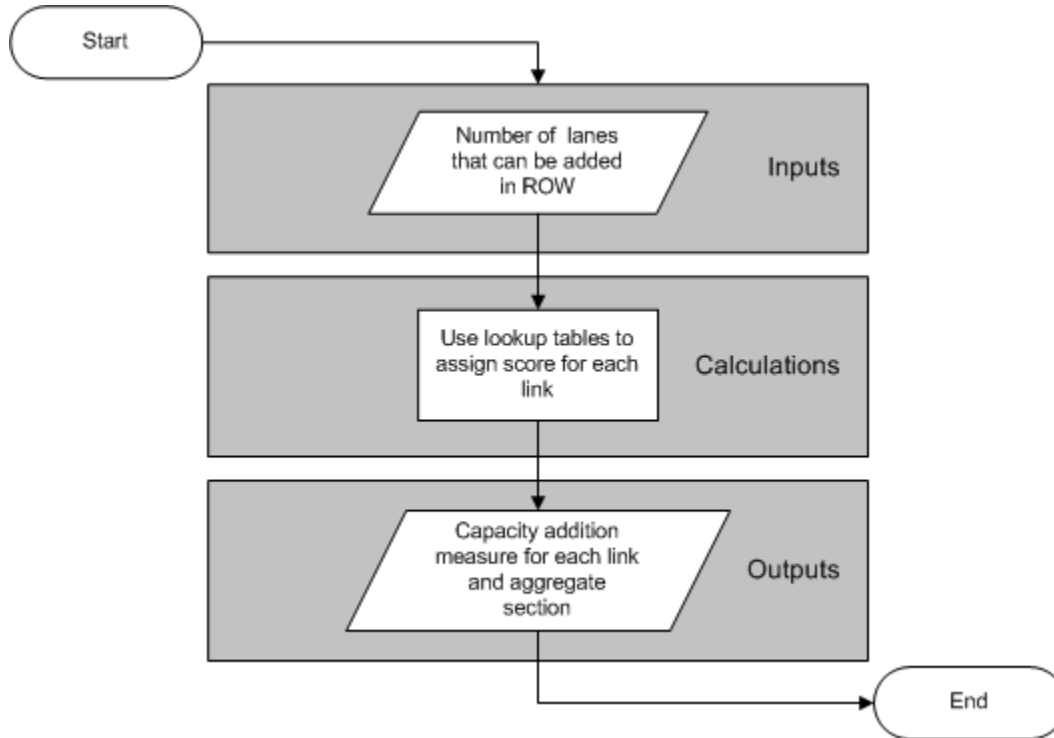 Start
Number of lanes
that can be added
in ROW
Inputs
Use lookup tables to
assign score for each
link
Calculations
Capacity addition
measure for each link
and aggregate
section
Outputs
End